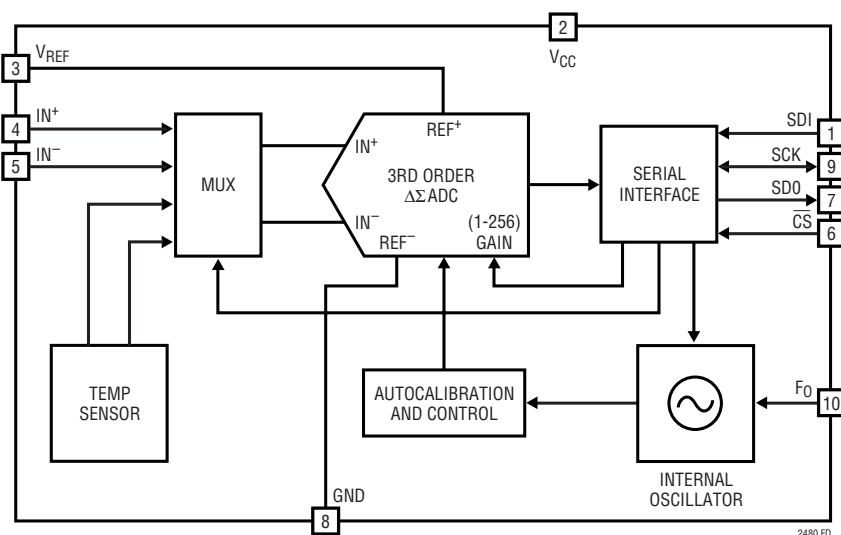 2
VCC
3
VREF
4
IN+
5
IN−
MUX
IN+
REF+
3RD ORDER
ΔΣ ADC
IN−
REF−
(1-256)
GAIN
SERIAL
INTERFACE
SDI
1
SCK
9
SD0
7
CS
6
TEMP
SENSOR
AUTOCALIBRATION
AND CONTROL
FO
10
INTERNAL
OSCILLATOR
GND
8
2480 FD